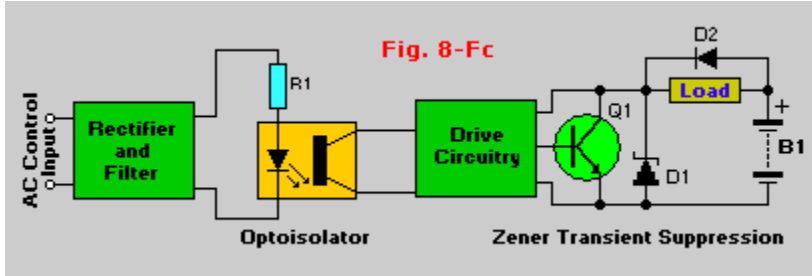 Fig. 8-Fc
D2
R1
Load
+
AC Control
Input
Rectifier
and
Filter
Drive
Circuitry
Q1
B1
D1
Optoisolator
Zener Transient Suppression